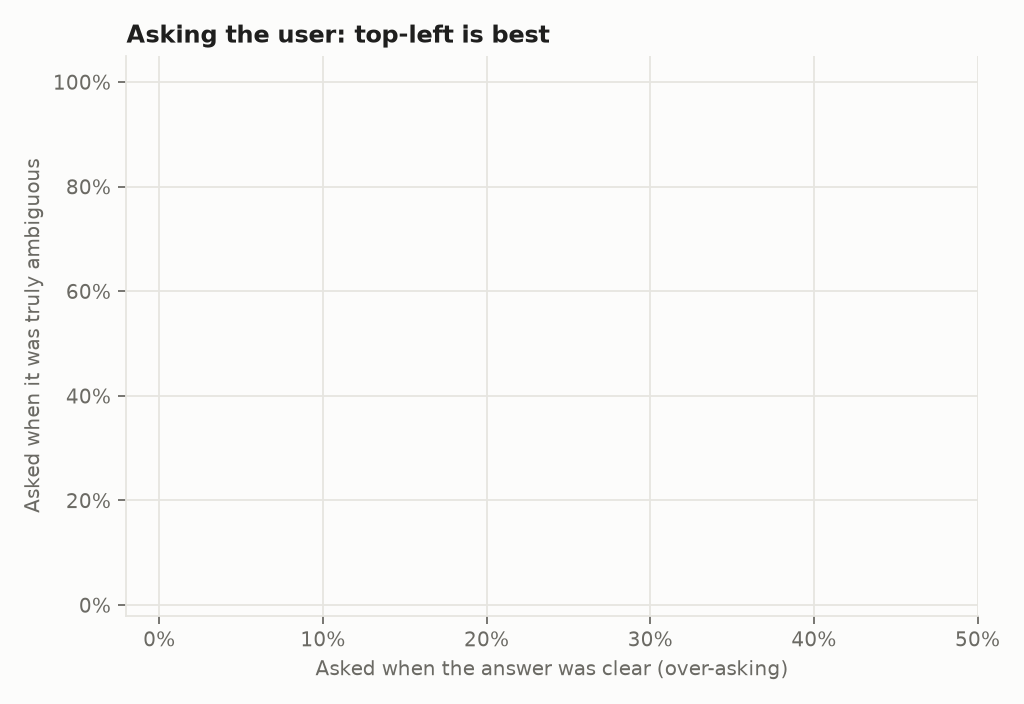 Asking the user: top-left is best
100%
80%
60%
40%
20%
0%
Asked when it was truly ambiguous
0% 10% 20% 30% 40% 50%
Asked when the answer was clear (over-asking)